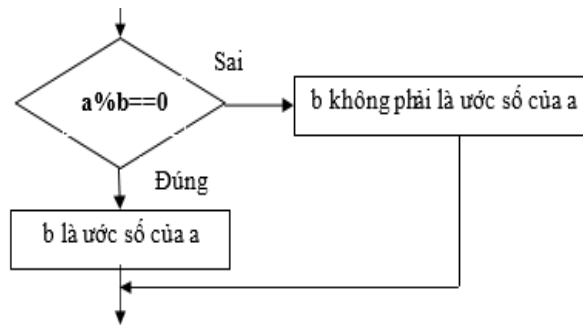 Sai
a%b==0
b không phải là ước số của a
Đúng
b là ước số của a